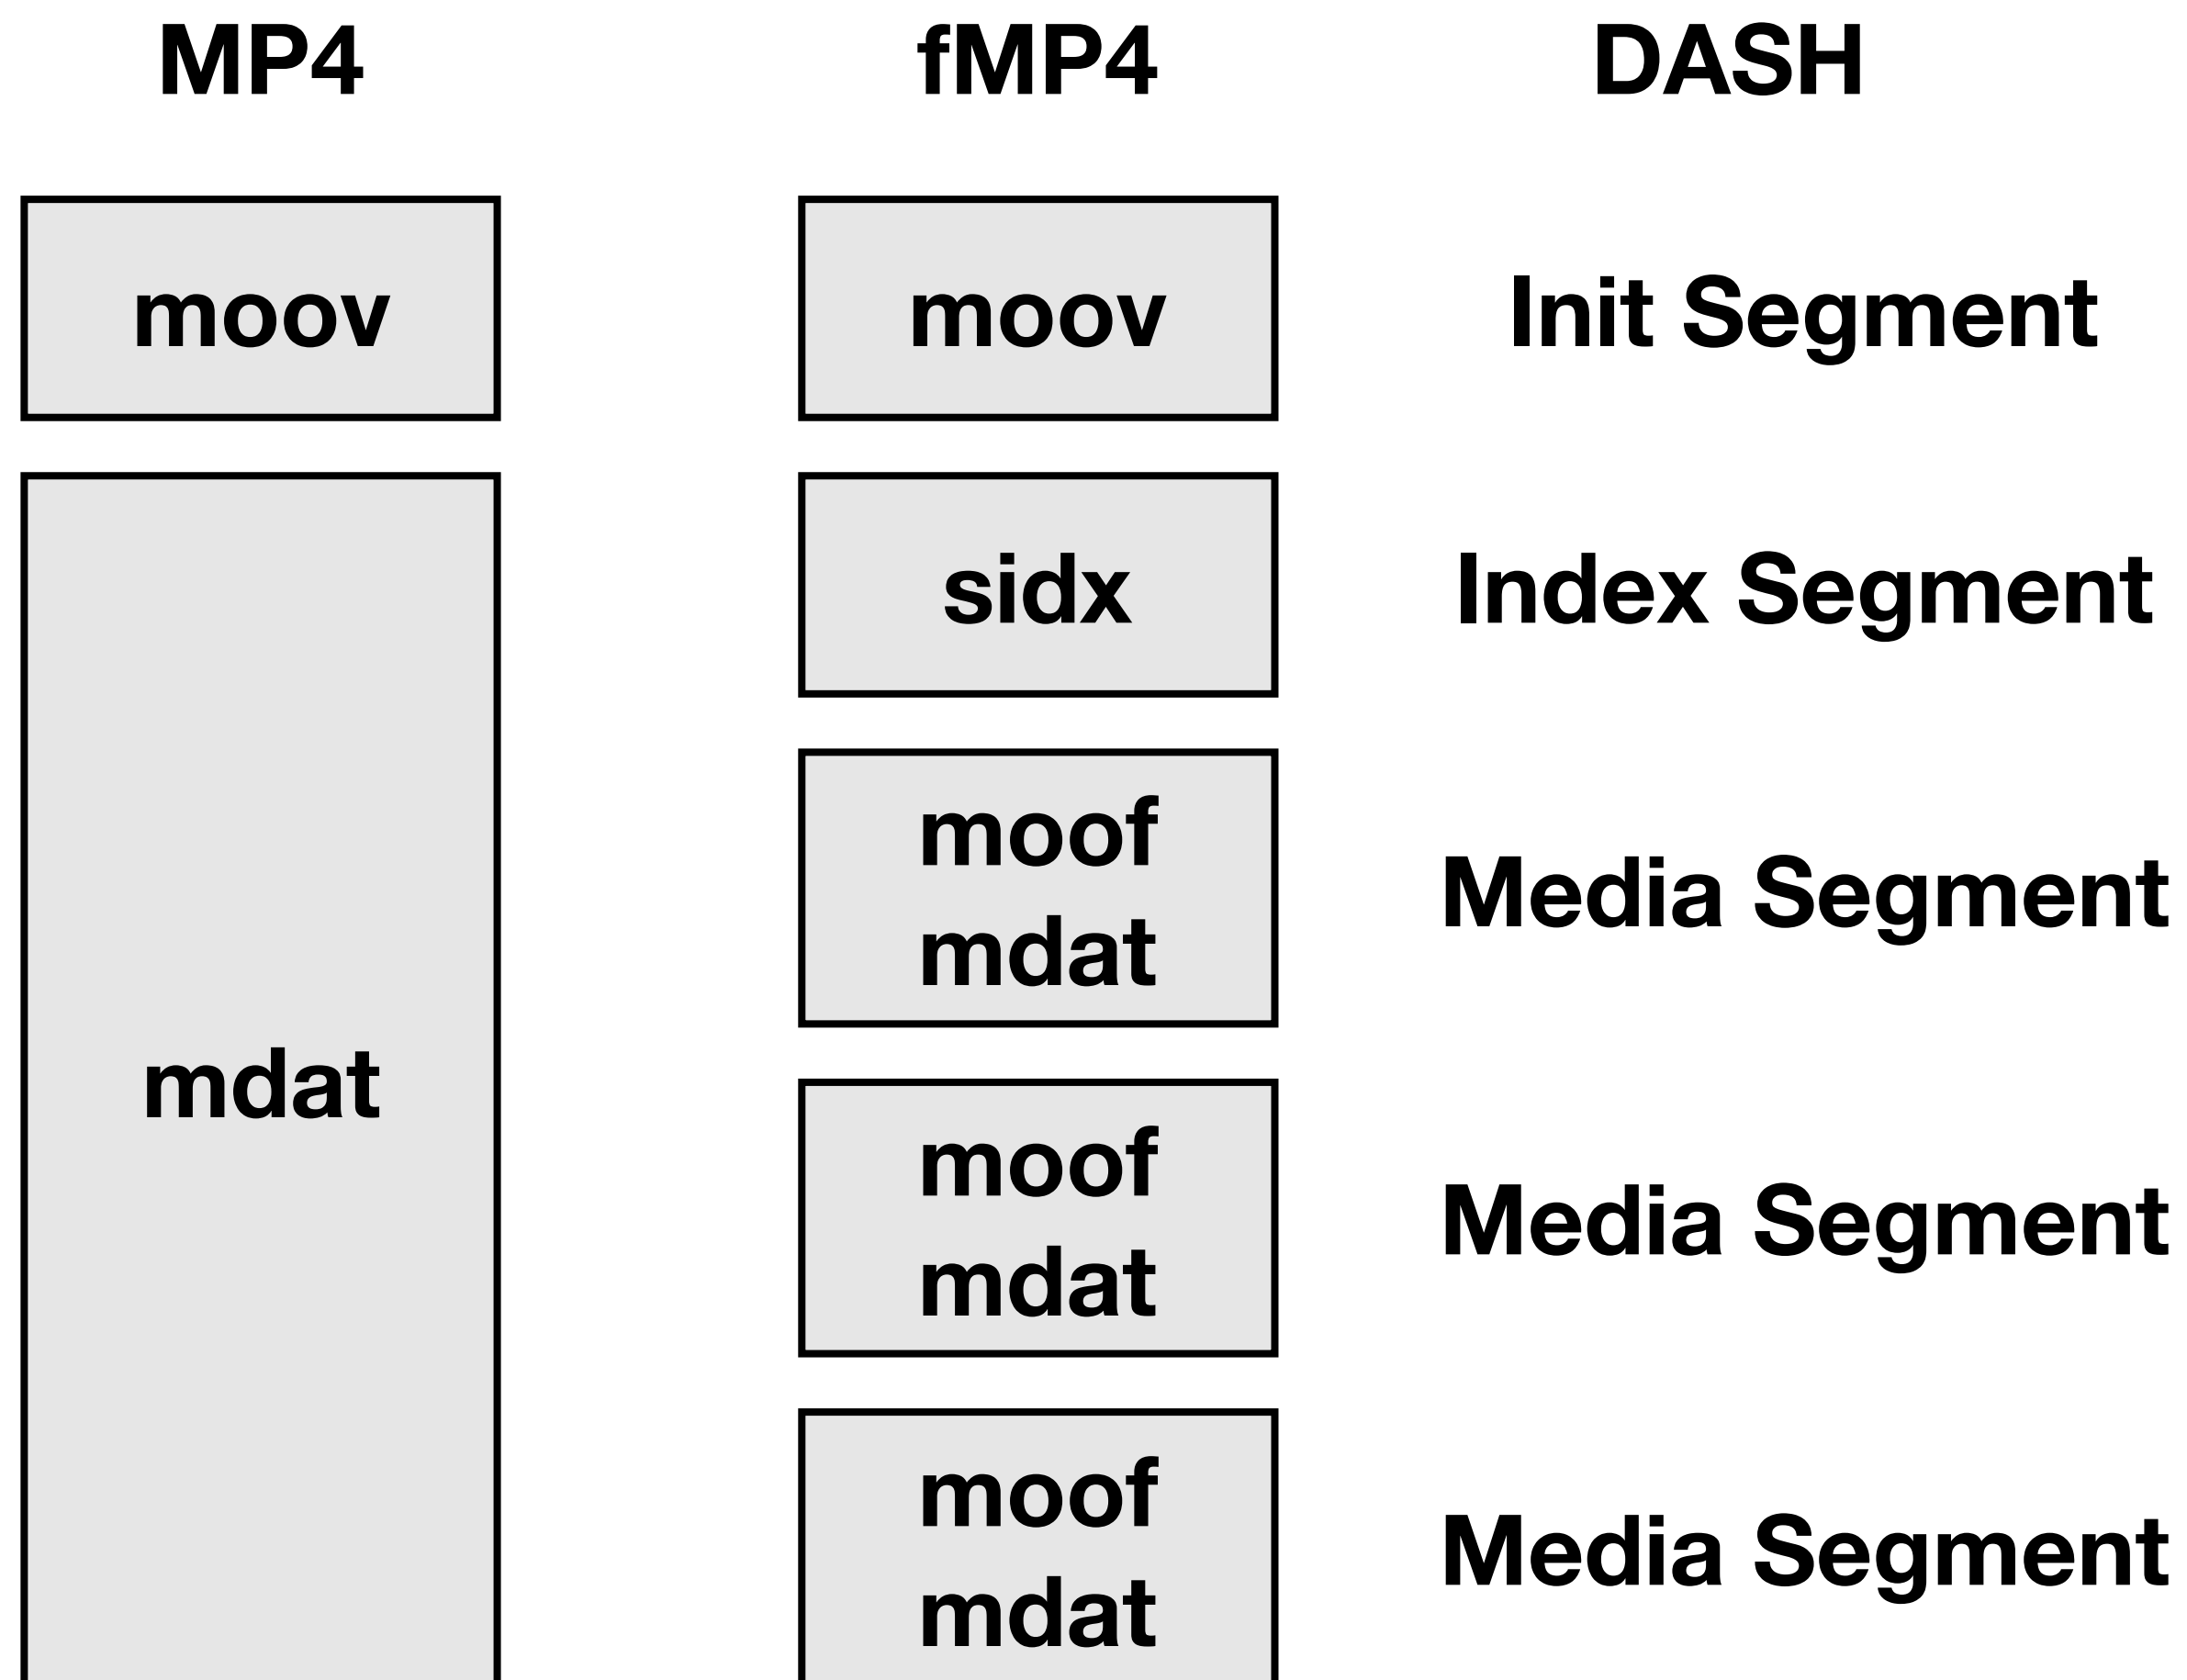 MP4 fMP4 DASH
moov moov Init Segment
sidx Index Segment
moof
mdat
Media Segment
mdat
moof
mdat
Media Segment
moof
mdat
Media Segment